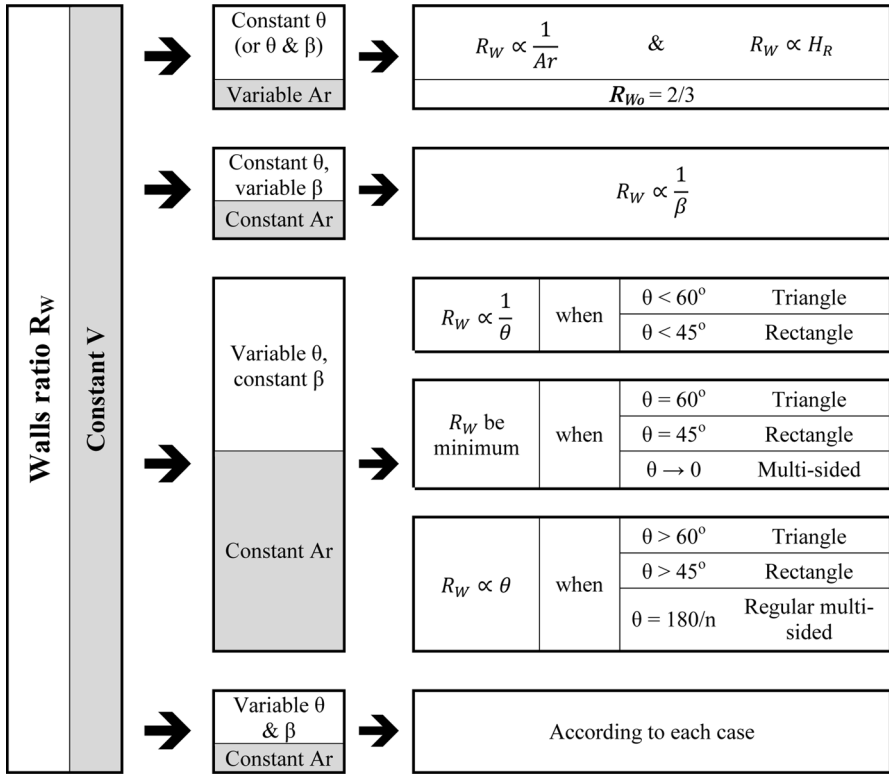 Walls ratio R_W
Constant V
Constant θ
(or θ & β)
Variable Ar
R_W ∝ 1/Ar & R_W ∝ H_R
R_Wo = 2/3
Constant θ,
variable β
Constant Ar
R_W ∝ 1/β
Variable θ,
constant β
Constant Ar
R_W ∝ 1/θ
when
θ < 60° Triangle
θ < 45° Rectangle
R_W be
minimum
when
θ = 60° Triangle
θ = 45° Rectangle
θ → 0 Multi-sided
R_W ∝ θ
when
θ > 60° Triangle
θ > 45° Rectangle
θ = 180/n Regular multi-
sided
Variable θ
& β
Constant Ar
According to each case